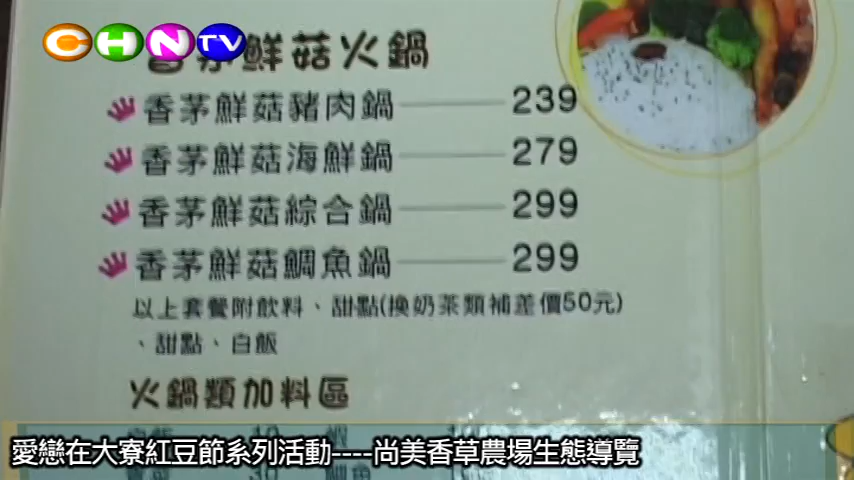 CHNTV
香茅鮮菇火鍋
香茅鮮菇豬肉鍋 239
香茅鮮菇海鮮鍋 279
香茅鮮菇綜合鍋 299
香茅鮮菇鯛魚鍋 299
以上套餐附飲料、甜點(換奶茶類補差價50元)
、甜點、白飯
火鍋類加料區
愛戀在大寮紅豆節系列活動----尚美香草農場生態導覽